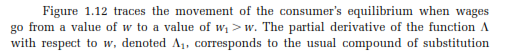 Figure 1.12 traces the movement of the consumer's equilibrium when wages
go from a value of w to a value of w₁ > w. The partial derivative of the function Λ
with respect to w, denoted Λ₁, corresponds to the usual compound of substitution